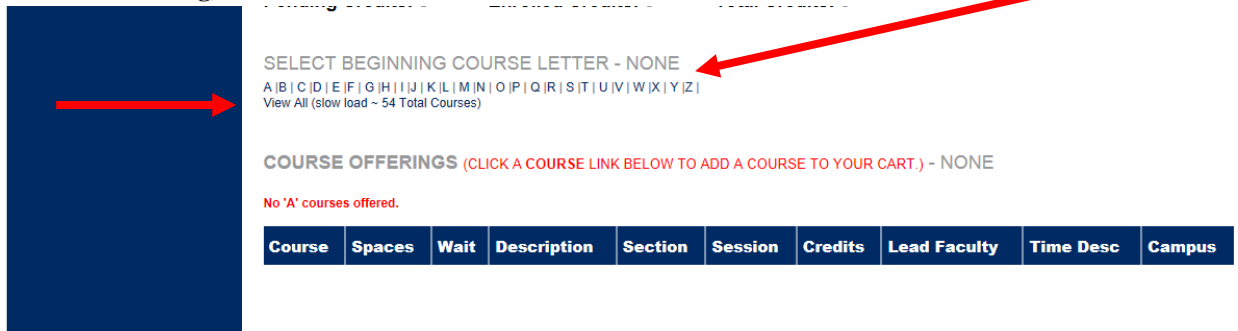 SELECT BEGINNING COURSE LETTER - NONE
A |B | C |D | E |F | G |H | I |J | K |L | M |N | O |P | Q |R | S |T | U |V | W |X | Y |Z |
View All (slow load ~ 54 Total Courses)
COURSE OFFERINGS (CLICK A COURSE LINK BELOW TO ADD A COURSE TO YOUR CART.) - NONE
No 'A' courses offered.
Course Spaces Wait Description Section Session Credits Lead Faculty Time Desc Campus